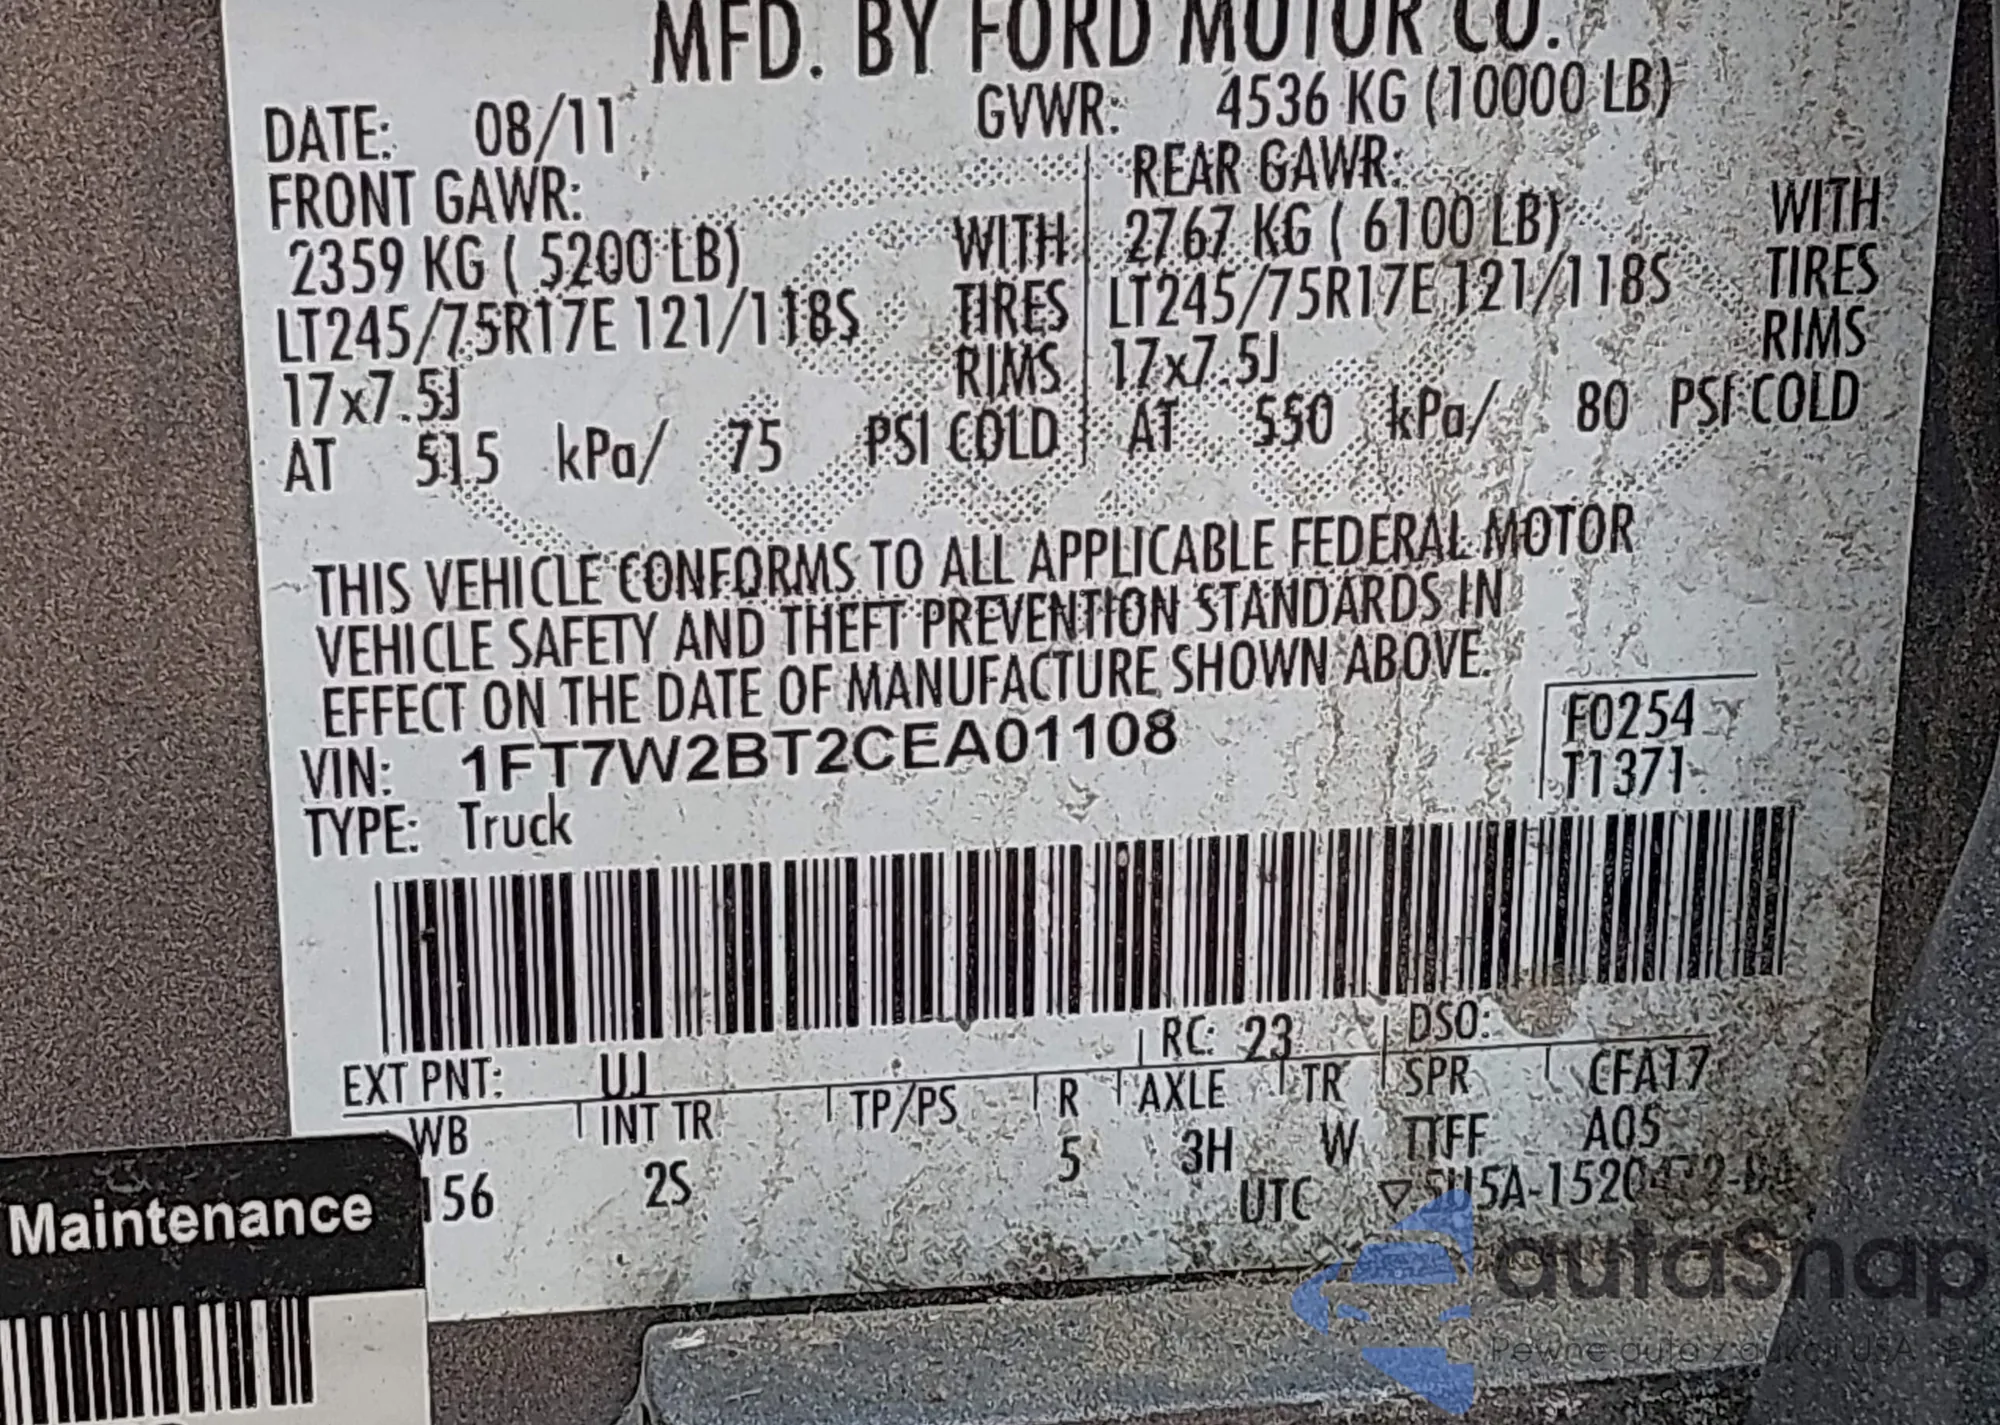 MFD. BY FORD MOTOR CO.
DATE: 08/11 GVWR: 4536 KG (10000 LB)
FRONT GAWR: REAR GAWR:
2359 KG ( 5200 LB) WITH 2767 KG ( 6100 LB) WITH
LT245/75R17E 121/118S TIRES LT245/75R17E 121/118S TIRES
17x7.5J RIMS 17x7.5J RIMS
AT 515 kPa/ 75 PSI COLD AT 550 kPa/ 80 PSI COLD
THIS VEHICLE CONFORMS TO ALL APPLICABLE FEDERAL MOTOR
VEHICLE SAFETY AND THEFT PREVENTION STANDARDS IN
EFFECT ON THE DATE OF MANUFACTURE SHOWN ABOVE.
VIN: 1FT7W2BT2CEA01108 F0254
TYPE: Truck T1371
EXT PNT: UJ RC: 23 DSO:
WB INT TR TP/PS R AXLE TR SPR CFA17
156 2S 5 3H W TTFF A05
UTC
Maintenance
autaSnap
Pewne auto z aukcji USA